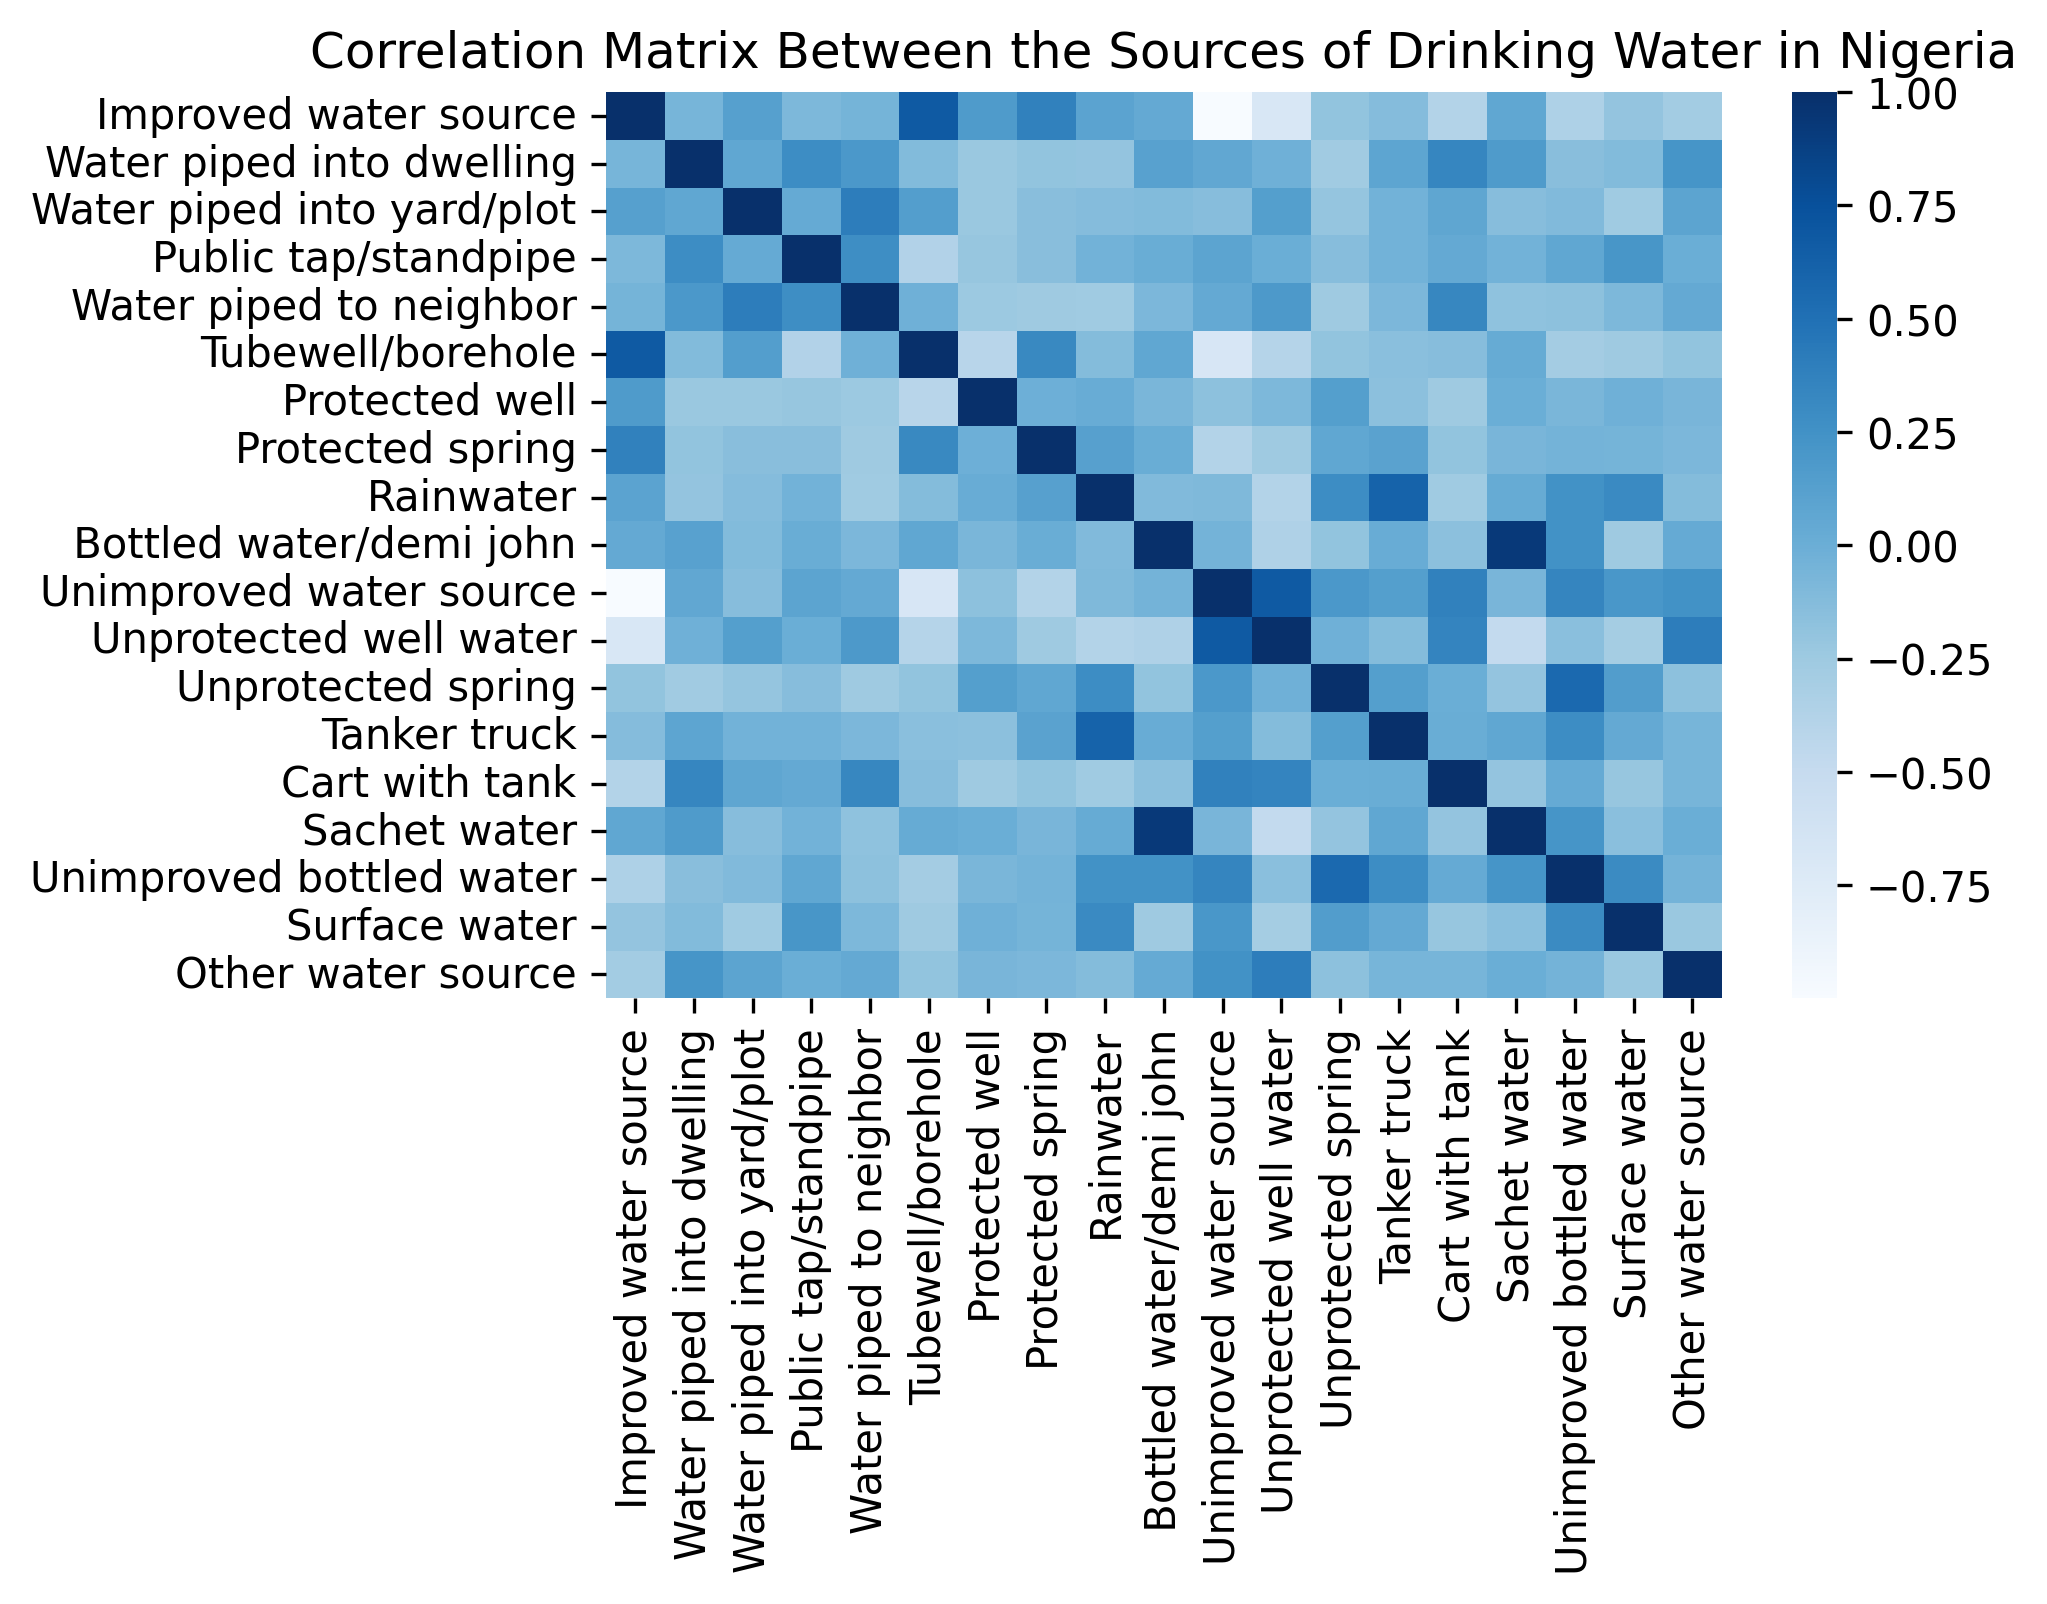 Correlation Matrix Between the Sources of Drinking Water in Nigeria
Improved water source
Water piped into dwelling
Water piped into yard/plot
Public tap/standpipe
Water piped to neighbor
Tubewell/borehole
Protected well
Protected spring
Rainwater
Bottled water/demi john
Unimproved water source
Unprotected well water
Unprotected spring
Tanker truck
Cart with tank
Sachet water
Unimproved bottled water
Surface water
Other water source
Improved water source
Water piped into dwelling
Water piped into yard/plot
Public tap/standpipe
Water piped to neighbor
Tubewell/borehole
Protected well
Protected spring
Rainwater
Bottled water/demi john
Unimproved water source
Unprotected well water
Unprotected spring
Tanker truck
Cart with tank
Sachet water
Unimproved bottled water
Surface water
Other water source
1.00
0.75
0.50
0.25
0.00
−0.25
−0.50
−0.75